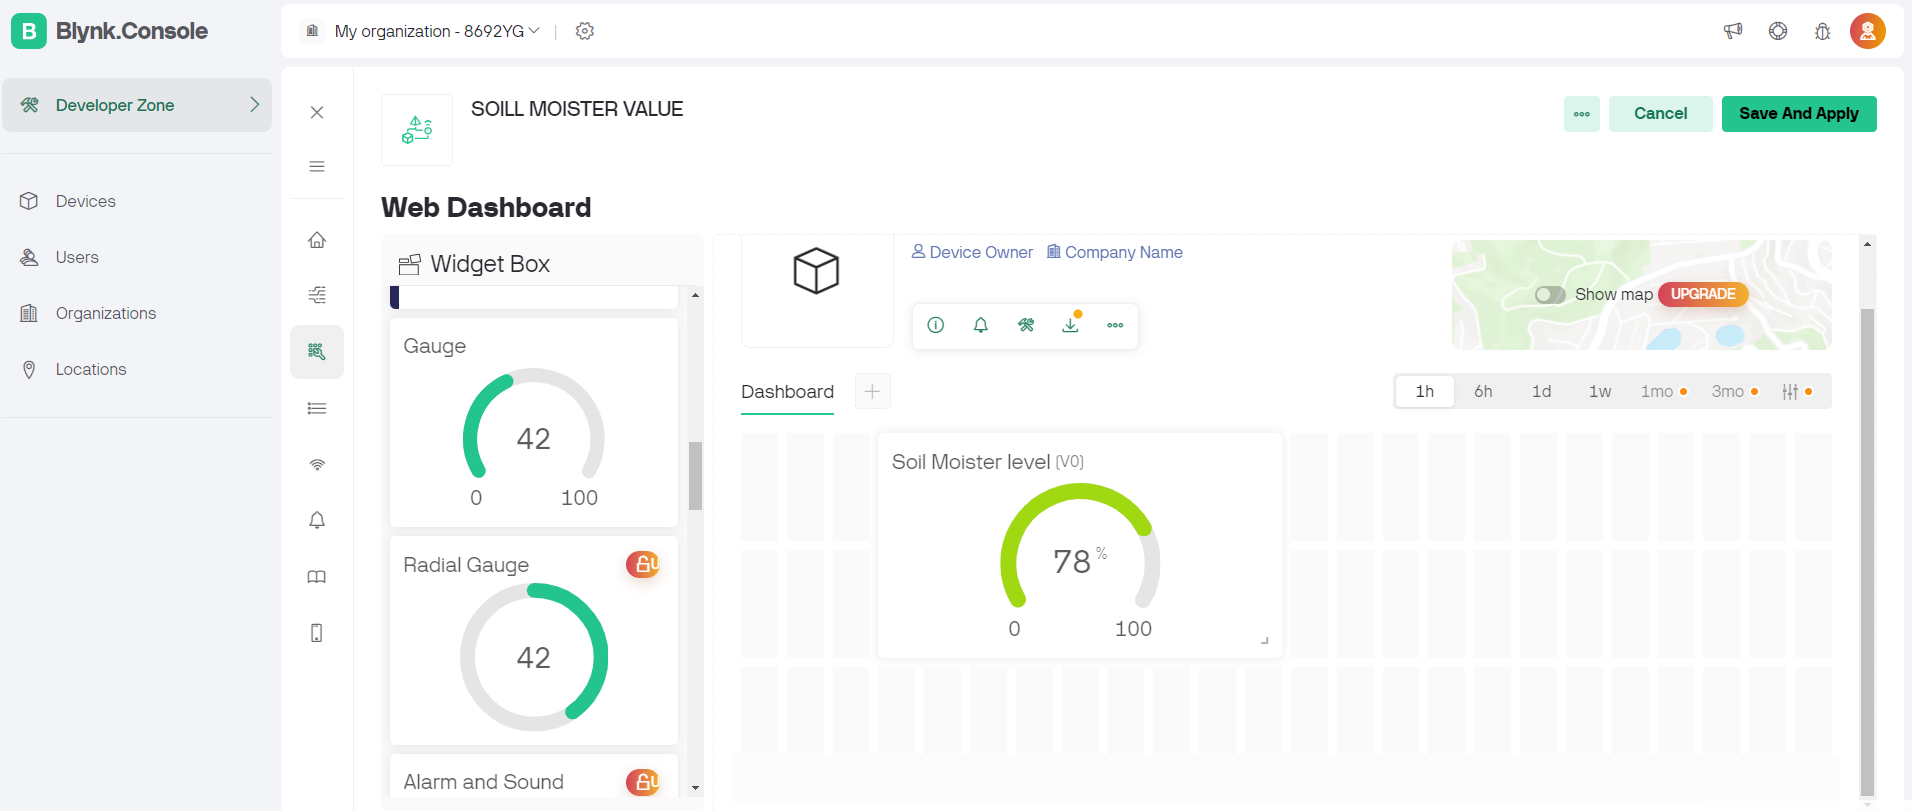 B Blynk.Console
My organization - 8692YG
Developer Zone
Devices
Users
Organizations
Locations
SOILL MOISTER VALUE
Cancel
Save And Apply
Web Dashboard
Widget Box
Gauge
42
0 100
Radial Gauge
42
Alarm and Sound
Device Owner Company Name
Show map UPGRADE
Dashboard
1h 6h 1d 1w 1mo 3mo
Soil Moister level (V0)
78 %
0 100